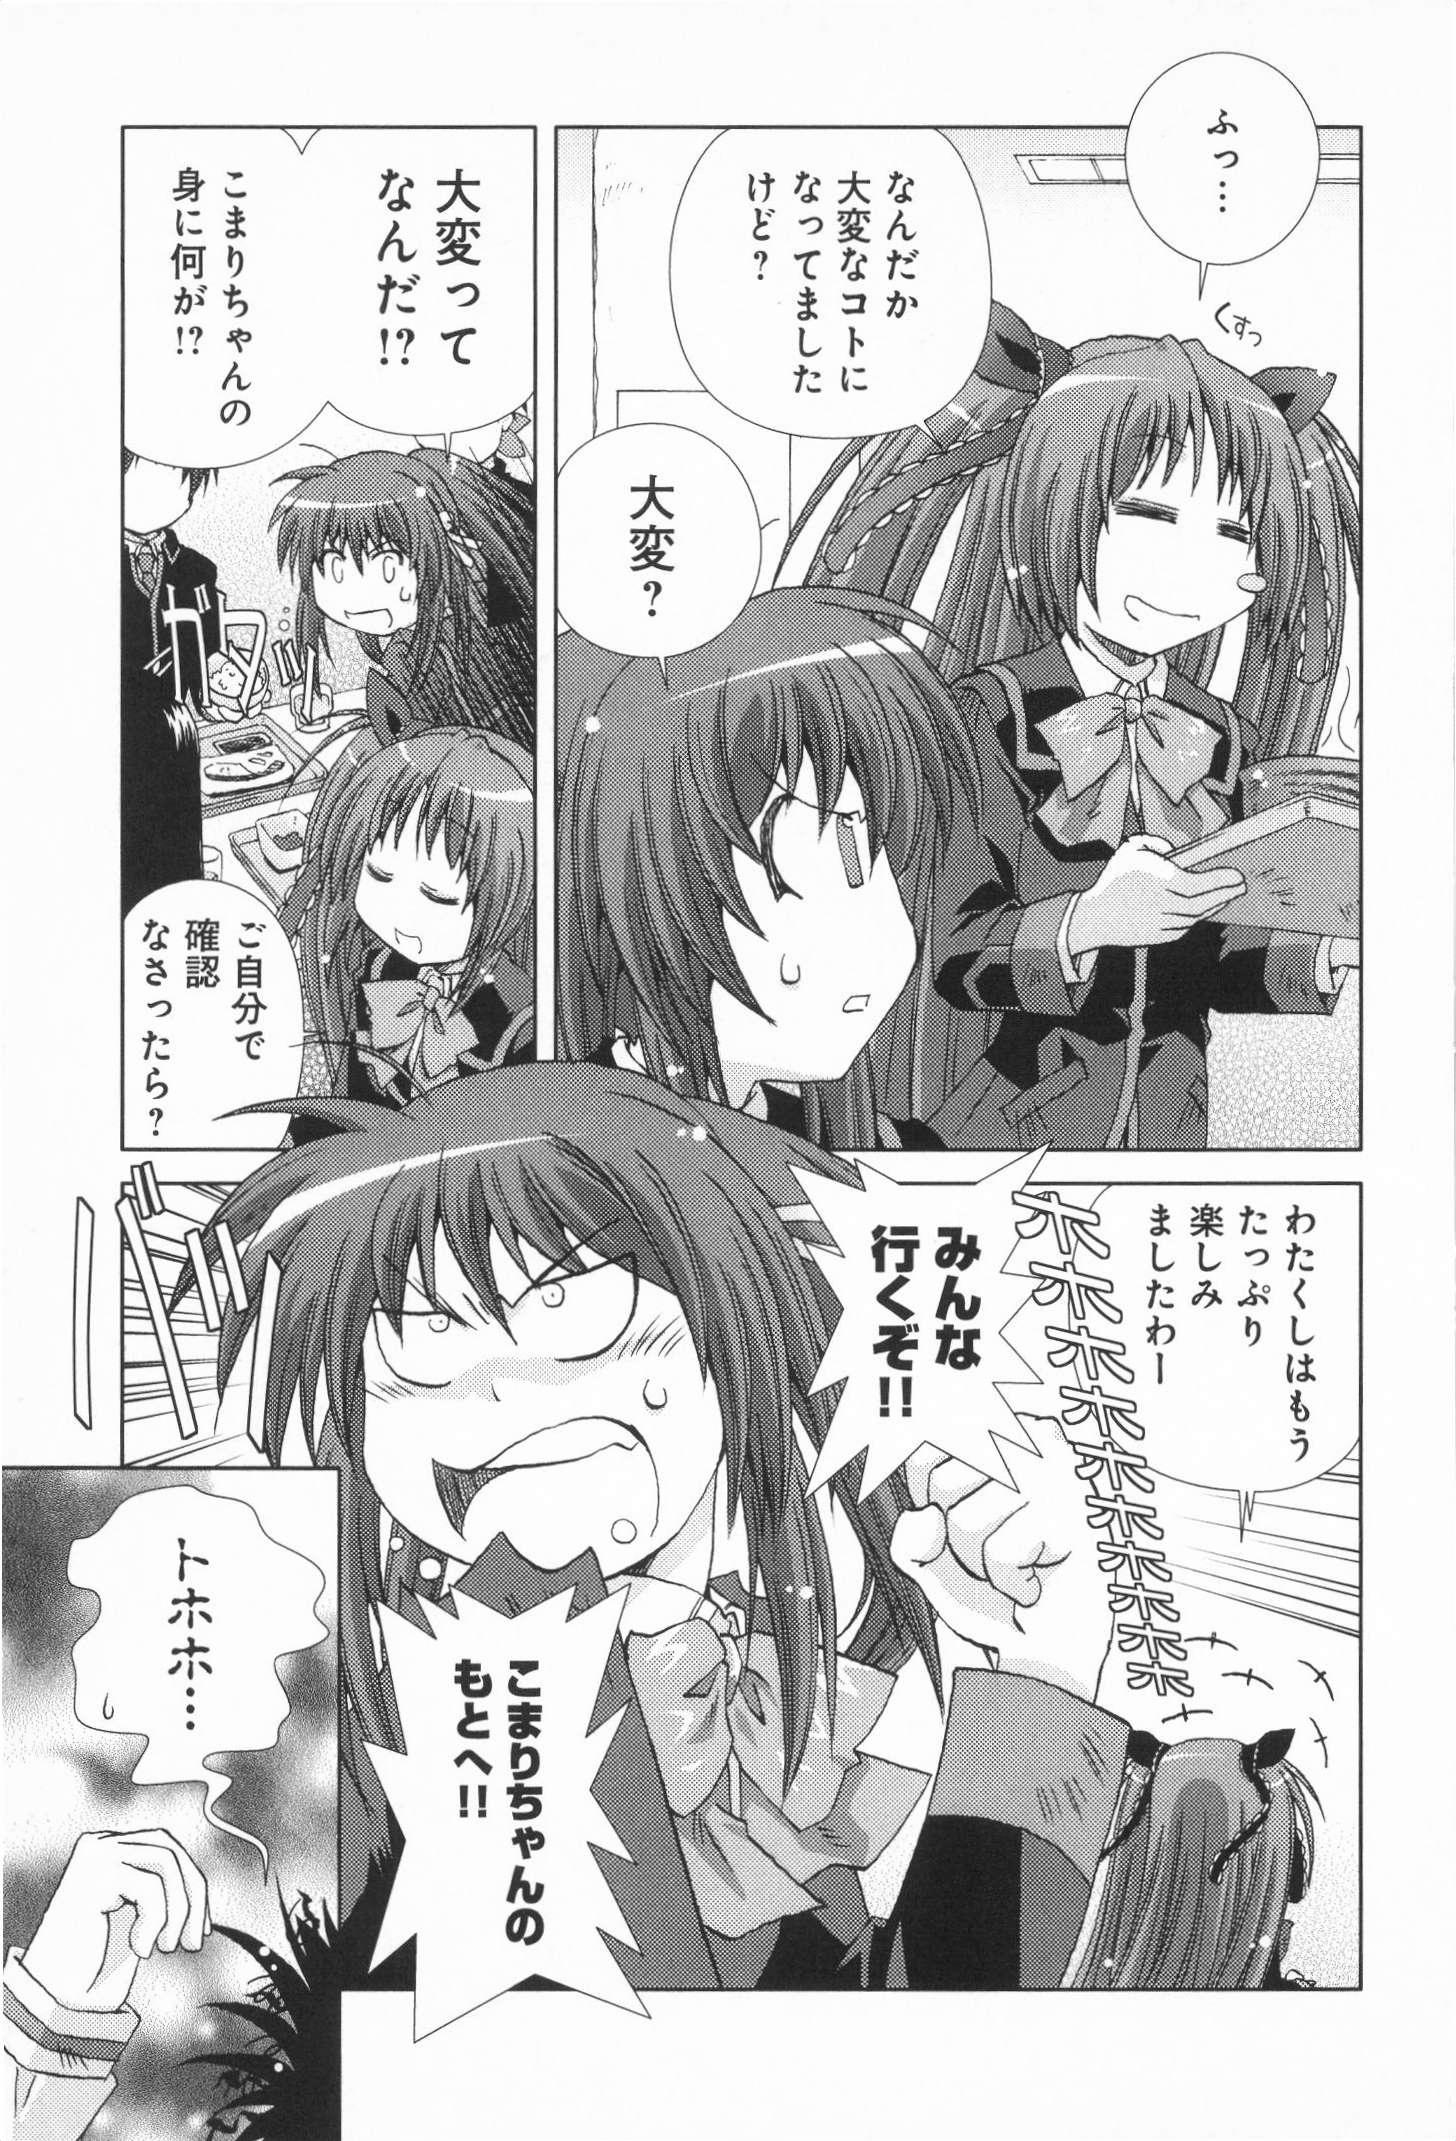 ふっ…
くすっ
なんだか
大変なコトに
なってました
けど?
大変?
大変って
なんだ!?
こまりちゃんの
身に何が!?
ご自分で
確認
なさったら?
わたくしはもう
たっぷり
楽しみ
ましたわー
ホホホホホホホホホホ
みんな
行くぞ!!
こまりちゃんの
もとへ!!
トホホ…